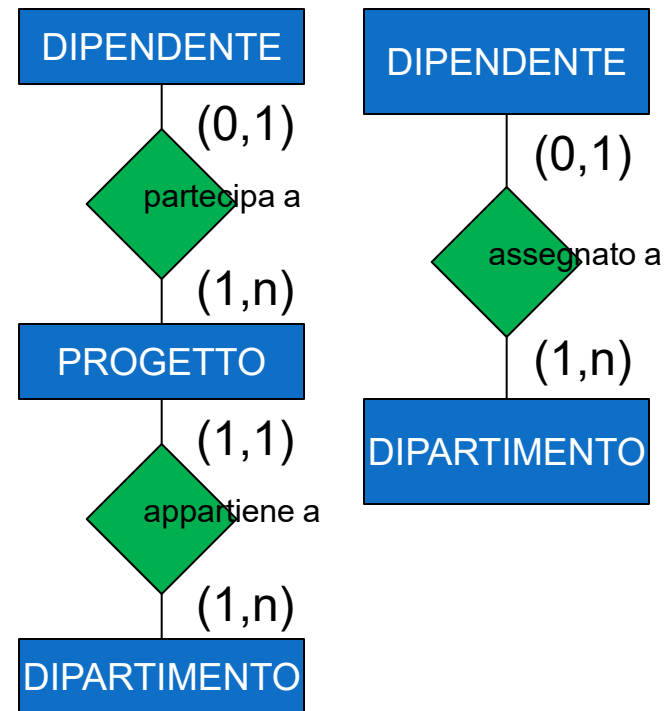 DIPENDENTE
(0,1)
partecipa a
(1,n)
PROGETTO
(1,1)
appartiene a
(1,n)
DIPARTIMENTO
DIPENDENTE
(0,1)
assegnato a
(1,n)
DIPARTIMENTO